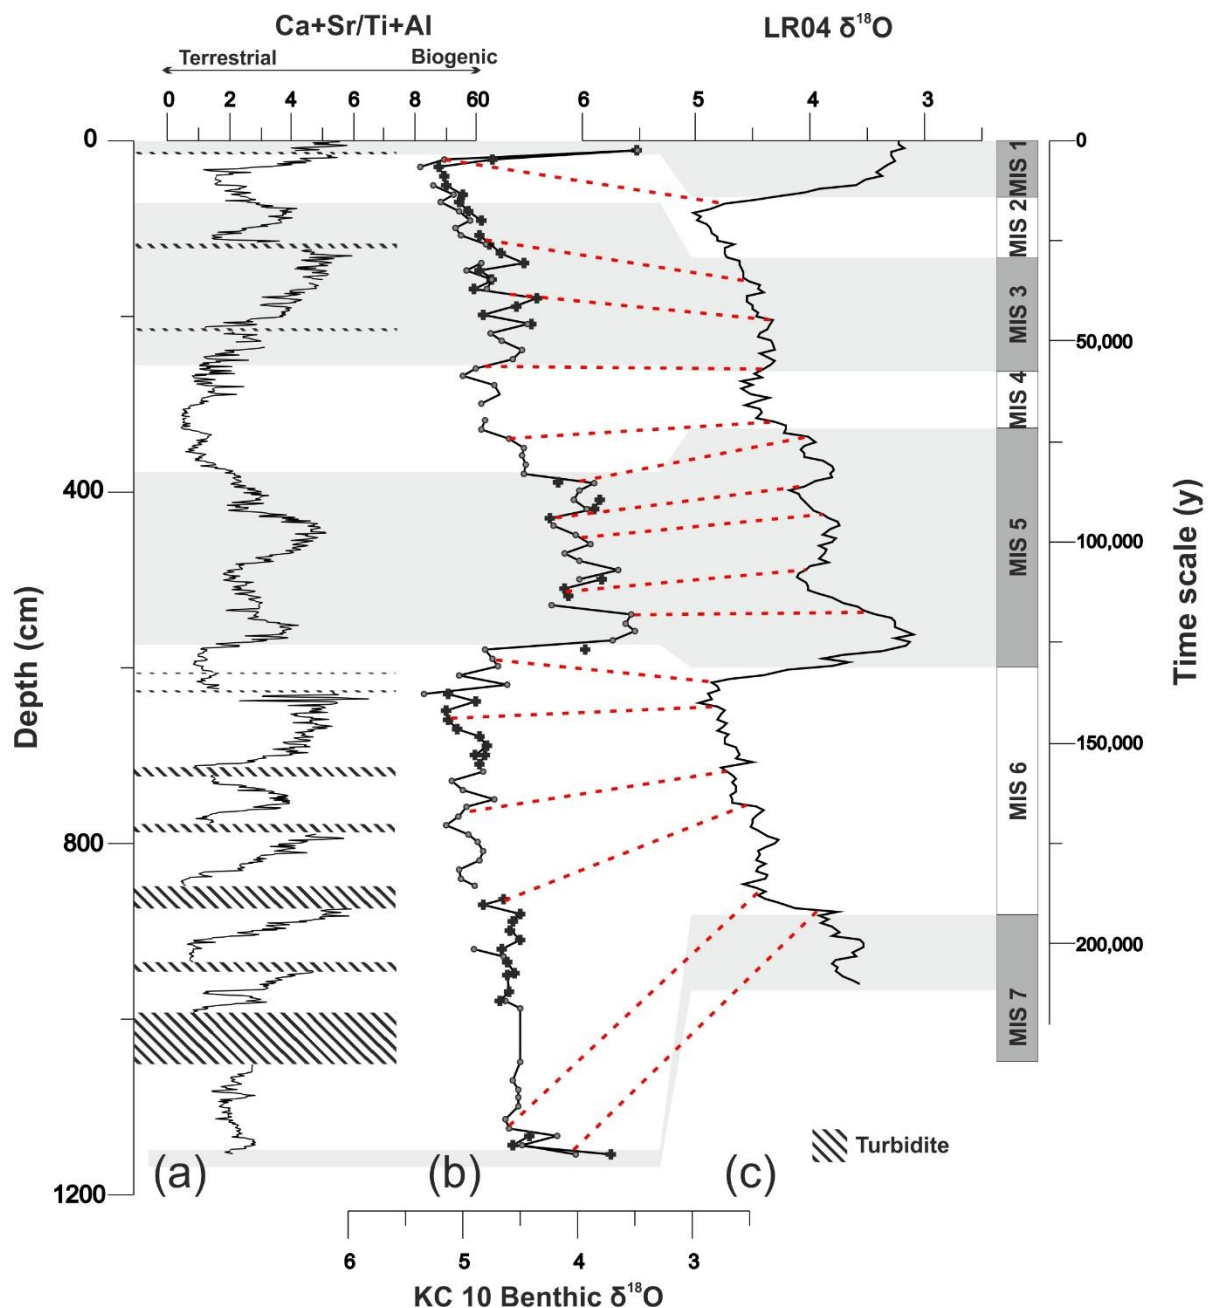 Ca+Sr/Ti+Al
LR04 δ¹⁸O
Terrestrial
Biogenic
0 2 4 6 8 60 6 5 4 3
0
400
800
1200
Depth (cm)
0
50,000
100,000
150,000
200,000
Time scale (y)
MIS 1
MIS 2
MIS 3
MIS 4
MIS 5
MIS 6
MIS 7
Turbidite
(a)
(b)
(c)
6 5 4 3
KC 10 Benthic δ¹⁸O